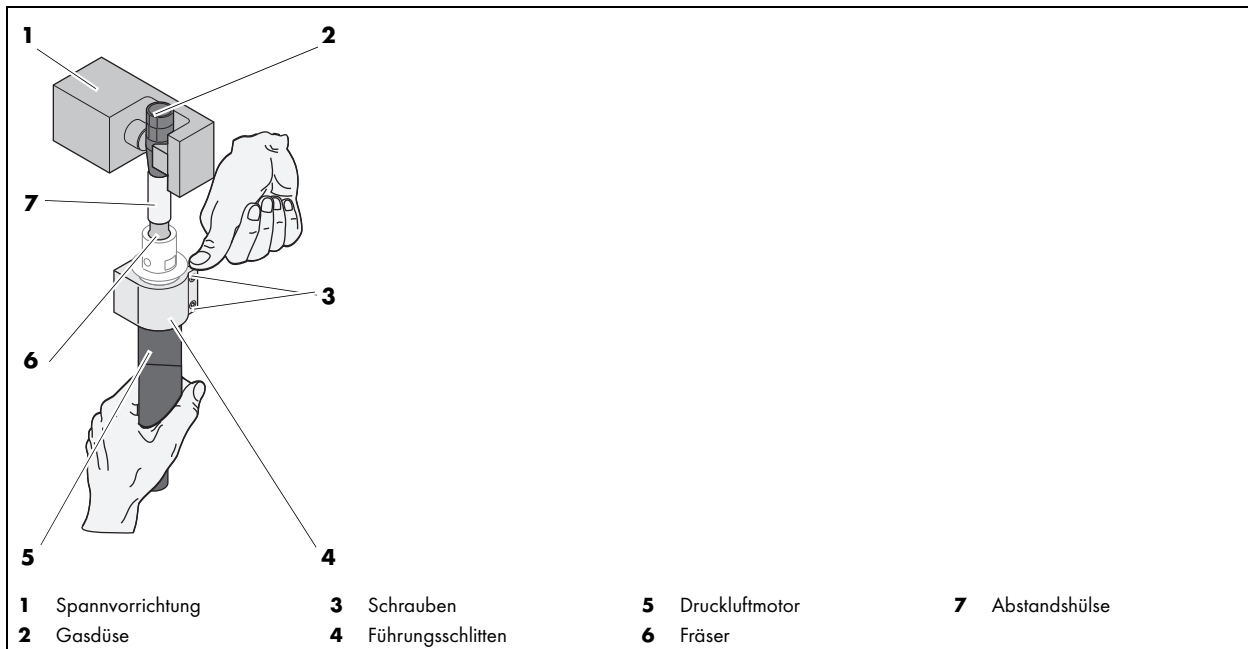 1
2
7
3
6
5
4
1 Spannvorrichtung
2 Gasdüse
3 Schrauben
4 Führungsschlitten
5 Druckluftmotor
6 Fräser
7 Abstandshülse